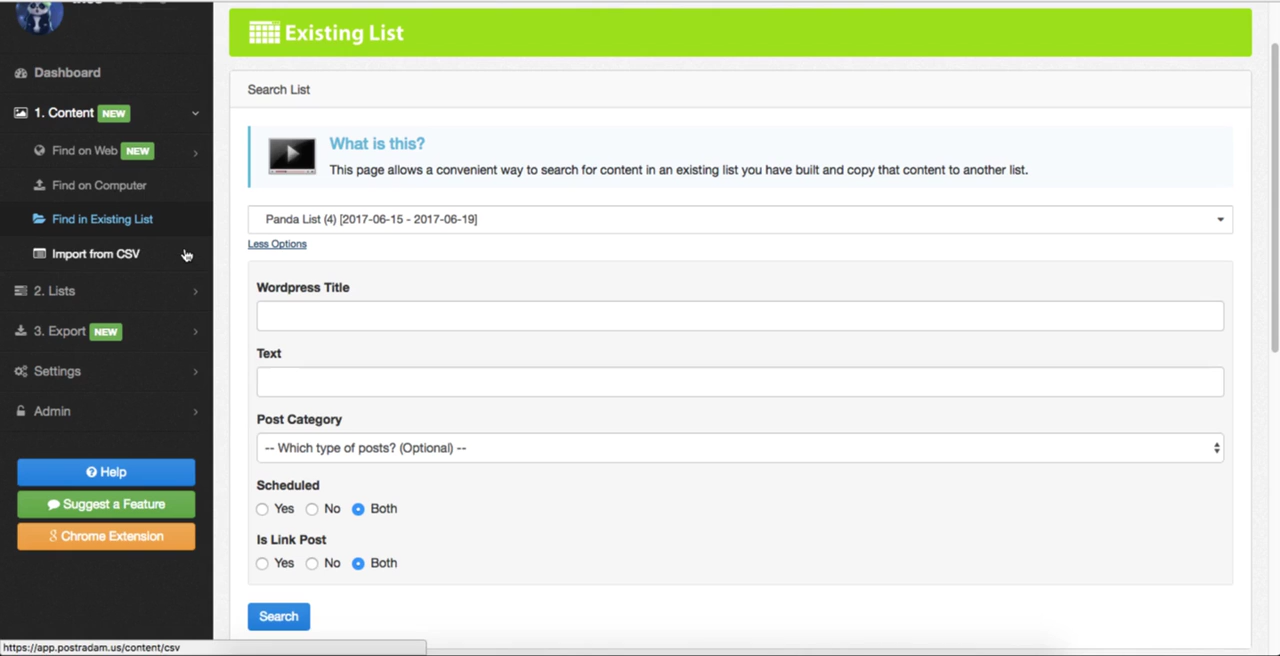 Dashboard
1. Content NEW
Find on Web NEW
Find on Computer
Find in Existing List
Import from CSV
2. Lists
3. Export NEW
Settings
Admin
Help
Suggest a Feature
Chrome Extension
https://app.postradam.us/content/csv
Existing List
Search List
What is this?
This page allows a convenient way to search for content in an existing list you have built and copy that content to another list.
Panda List (4) [2017-06-15 - 2017-06-19]
Less Options
Wordpress Title
Text
Post Category
-- Which type of posts? (Optional) --
Scheduled
Yes No Both
Is Link Post
Yes No Both
Search